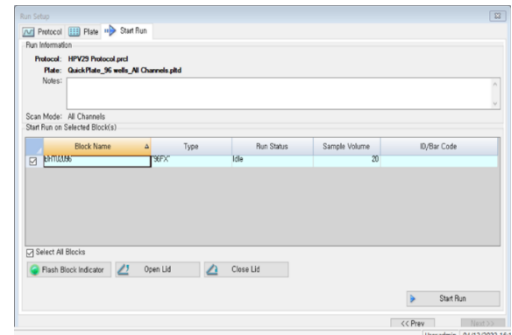 Run Setup
Protocol Plate Start Run
Run Information
Protocol: HPV29 Protocol.prcl
Plate: QuickPlate_96 wells_All Channels.pltd
Notes:
Scan Mode: All Channels
Start Run on Selected Block(s)
Block Name Type Run Status Sample Volume ID/Bar Code
96FX Idle 20
Select All Blocks
Flash Block Indicator Open Lid Close Lid
Start Run
<< Prev Next >>